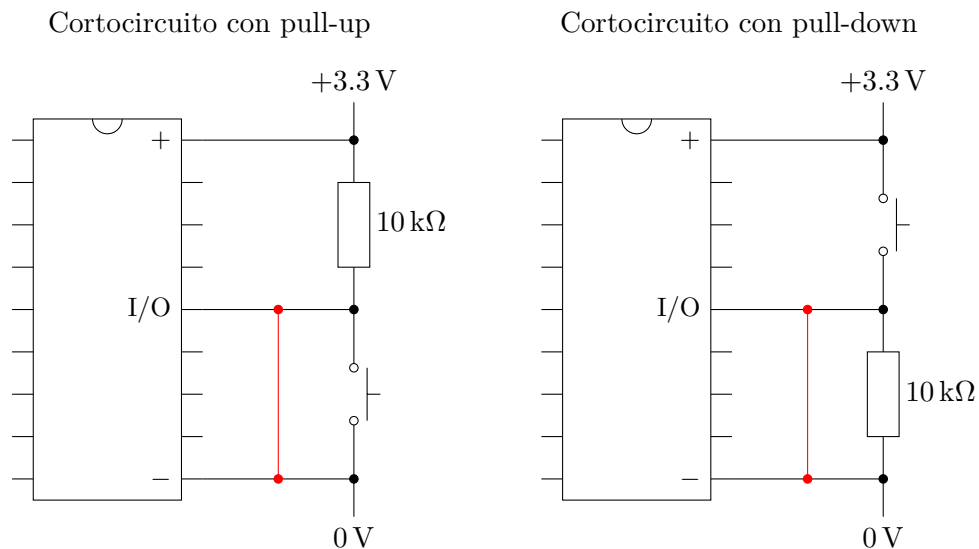 Cortocircuito con pull-up
+3.3 V
+
10 kΩ
I/O
−
0 V
Cortocircuito con pull-down
+3.3 V
+
I/O
10 kΩ
−
0 V